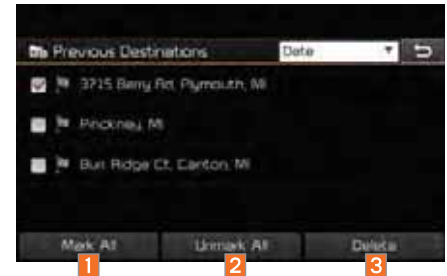 Previous Destinations Date
3715 Berry Rd, Plymouth, MI
Pinckney, MI
Burr Ridge Ct, Canton, MI
Mark All Unmark All Delete
1 2 3